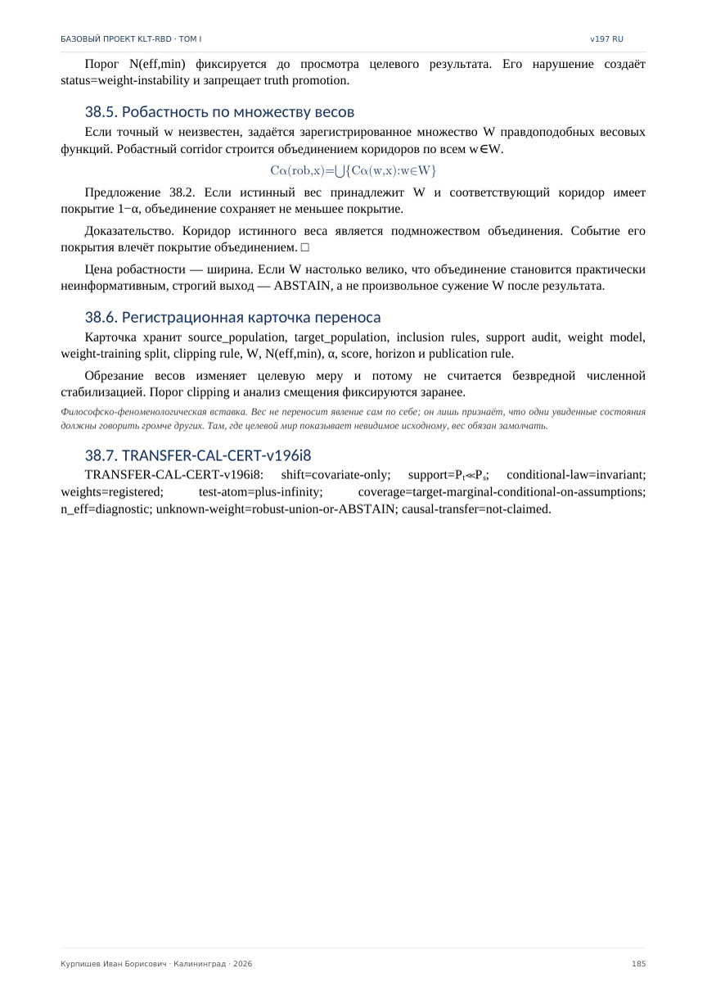 БАЗОВЫЙ ПРОЕКТ KLT-RBD · ТОМ I
v197 RU
Порог N(eff,min) фиксируется до просмотра целевого результата. Его нарушение создаёт
status=weight-instability и запрещает truth promotion.
38.5. Робастность по множеству весов
Если точный w неизвестен, задаётся зарегистрированное множество W правдоподобных весовых
функций. Робастный corridor строится объединением коридоров по всем w∈W.
Cα(rob,x)=⋃{Cα(w,x):w∈W}
Предложение 38.2. Если истинный вес принадлежит W и соответствующий коридор имеет
покрытие 1−α, объединение сохраняет не меньшее покрытие.
Доказательство. Коридор истинного веса является подмножеством объединения. Событие его
покрытия влечёт покрытие объединением. □
Цена робастности — ширина. Если W настолько велико, что объединение становится практически
неинформативным, строгий выход — ABSTAIN, а не произвольное сужение W после результата.
38.6. Регистрационная карточка переноса
Карточка хранит source_population, target_population, inclusion rules, support audit, weight model,
weight-training split, clipping rule, W, N(eff,min), α, score, horizon и publication rule.
Обрезание весов изменяет целевую меру и потому не считается безвредной численной
стабилизацией. Порог clipping и анализ смещения фиксируются заранее.
Философско-феноменологическая вставка. Вес не переносит явление сам по себе; он лишь признаёт, что одни увиденные состояния
должны говорить громче других. Там, где целевой мир показывает невидимое исходному, вес обязан замолчать.
38.7. TRANSFER-CAL-CERT-v196i8
TRANSFER-CAL-CERT-v196i8: shift=covariate-only; support=Pₜ≪Pₛ; conditional-law=invariant;
weights=registered; test-atom=plus-infinity; coverage=target-marginal-conditional-on-assumptions;
n_eff=diagnostic; unknown-weight=robust-union-or-ABSTAIN; causal-transfer=not-claimed.
Курпишев Иван Борисович · Калининград · 2026
185